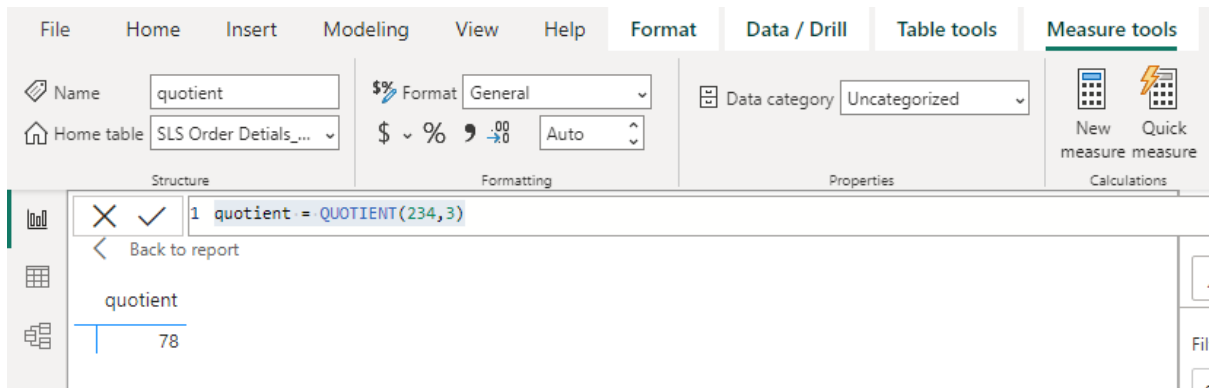 File Home Insert Modeling View Help Format Data / Drill Table tools Measure tools
Name quotient $% Format General Data category Uncategorized
Home table SLS Order Detials_... $ % , .00 →.0 Auto
New Quick
measure measure
Structure Formatting Properties Calculations
1 quotient = QUOTIENT(234,3)
Back to report
quotient
78
Fil